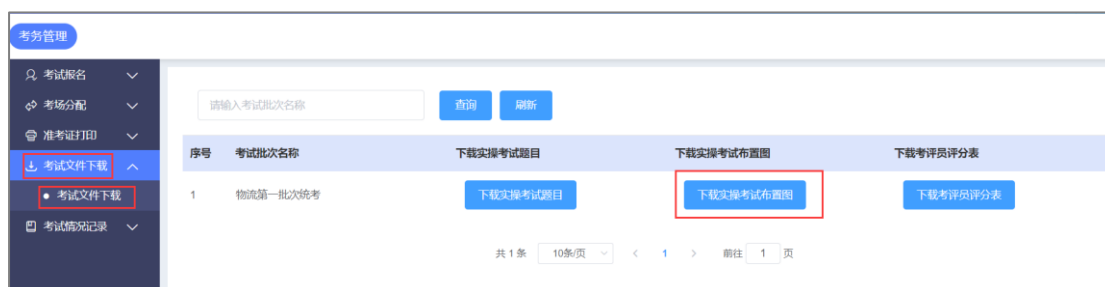 考务管理
考试报名
考场分配
准考证打印
考试文件下载
考试文件下载
考试情况记录
请输入考试批次名称 查询 刷新
序号 考试批次名称 下载实操考试题目 下载实操考试布置图 下载考评员评分表
1 物流第一批次统考 下载实操考试题目 下载实操考试布置图 下载考评员评分表
共 1 条 10条/页 < 1 > 前往 1 页